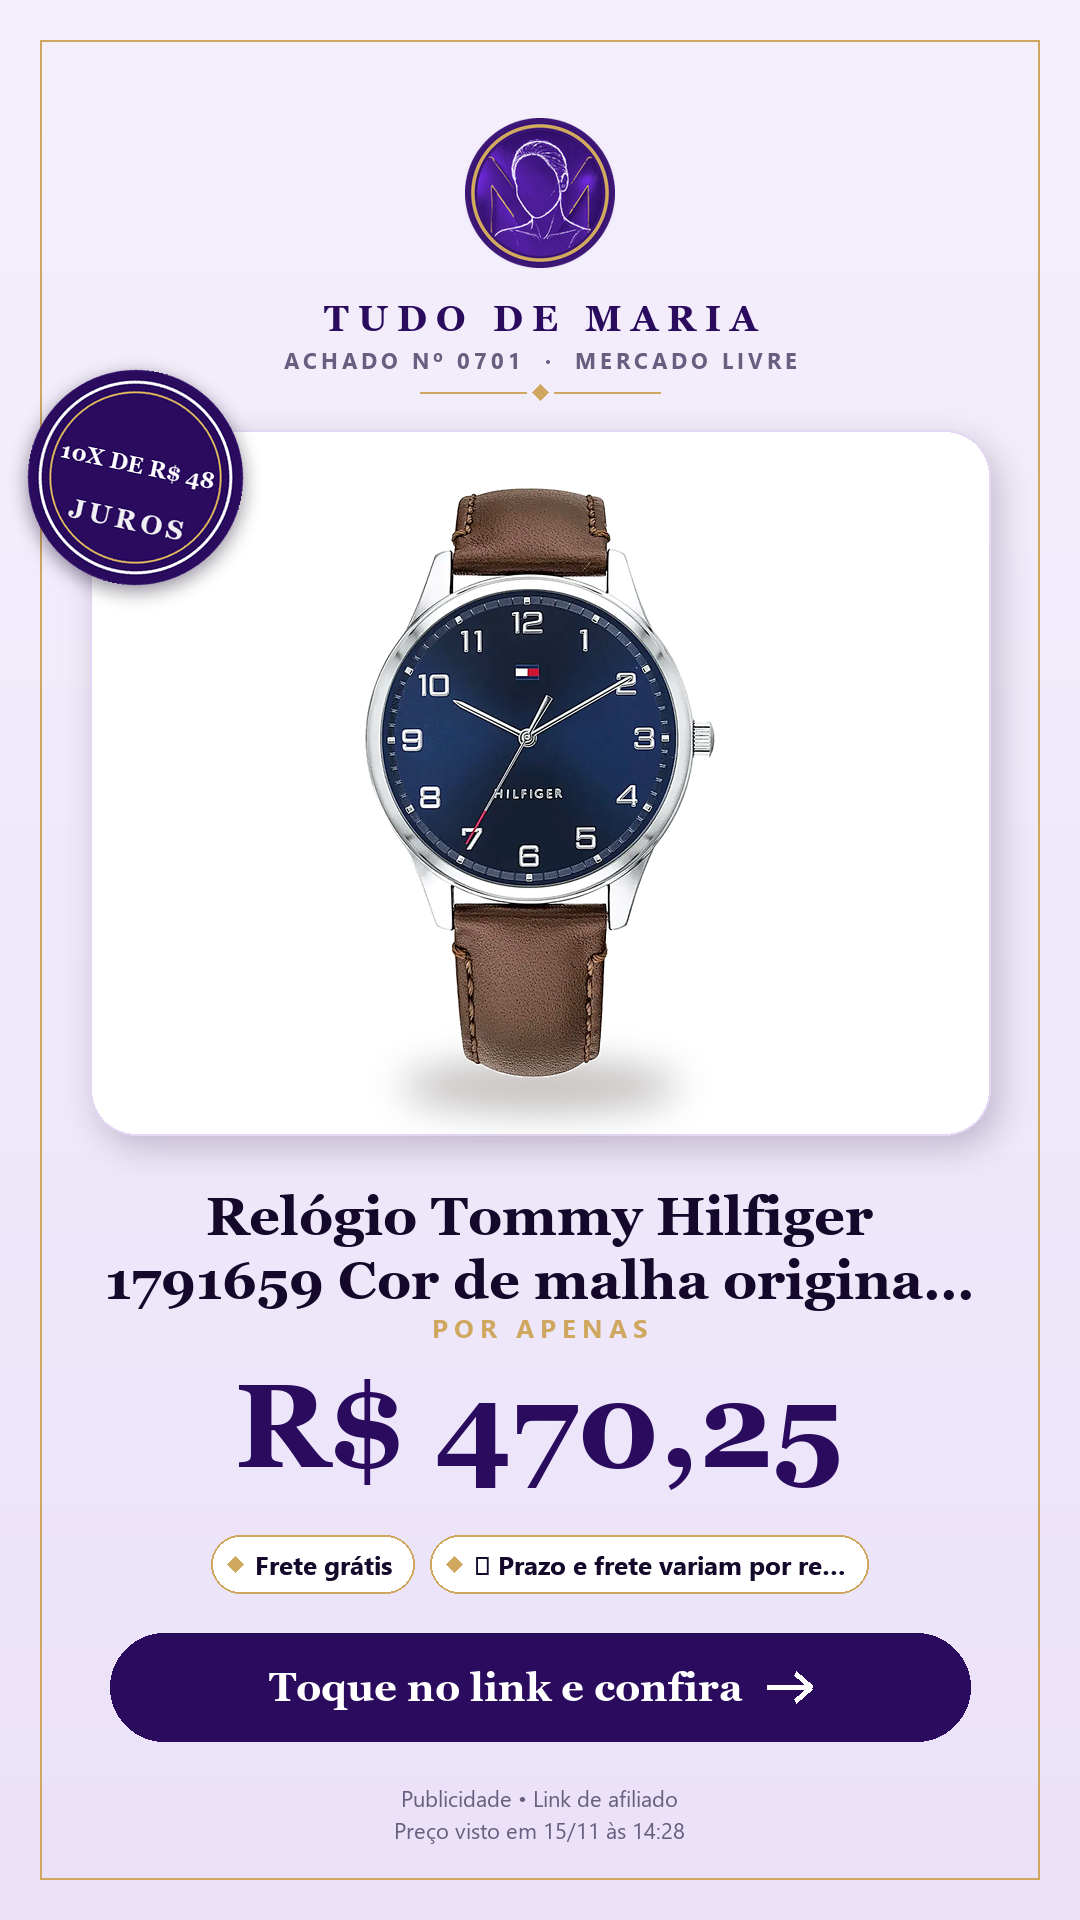 TUDO DE MARIA
ACHADO Nº 0701 · MERCADO LIVRE
10X DE R$ 48
JUROS
12
11 1
10 2
9 3
HILFIGER
8 4
7 5
6
Relógio Tommy Hilfiger
1791659 Cor de malha origina...
POR APENAS
R$ 470,25
Frete grátis
Prazo e frete variam por re...
Toque no link e confira →
Publicidade • Link de afiliado
Preço visto em 15/11 às 14:28